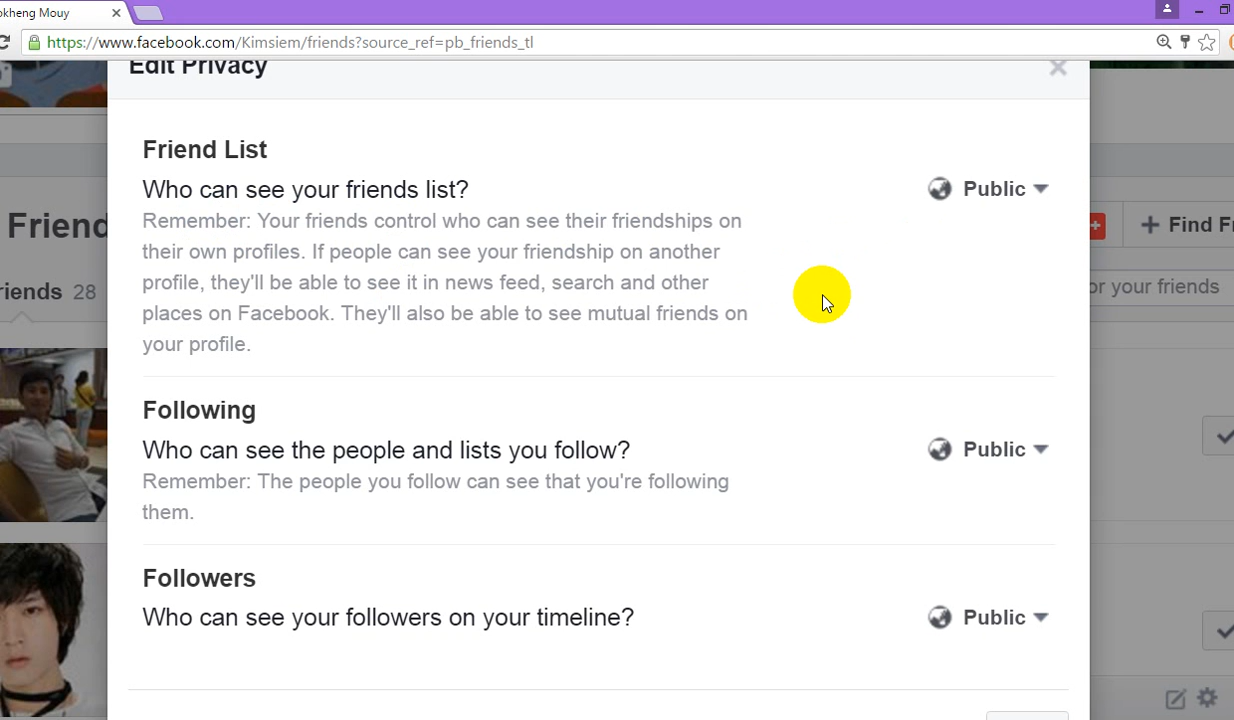 okheng Mouy
https://www.facebook.com/Kimsiem/friends?source_ref=pb_friends_tl
Edit Privacy
Friend List
Who can see your friends list?
Public
Remember: Your friends control who can see their friendships on
their own profiles. If people can see your friendship on another
profile, they'll be able to see it in news feed, search and other
places on Facebook. They'll also be able to see mutual friends on
your profile.
Following
Who can see the people and lists you follow?
Public
Remember: The people you follow can see that you're following
them.
Followers
Who can see your followers on your timeline?
Public
Friend
riends 28
+ Find Fr
or your friends